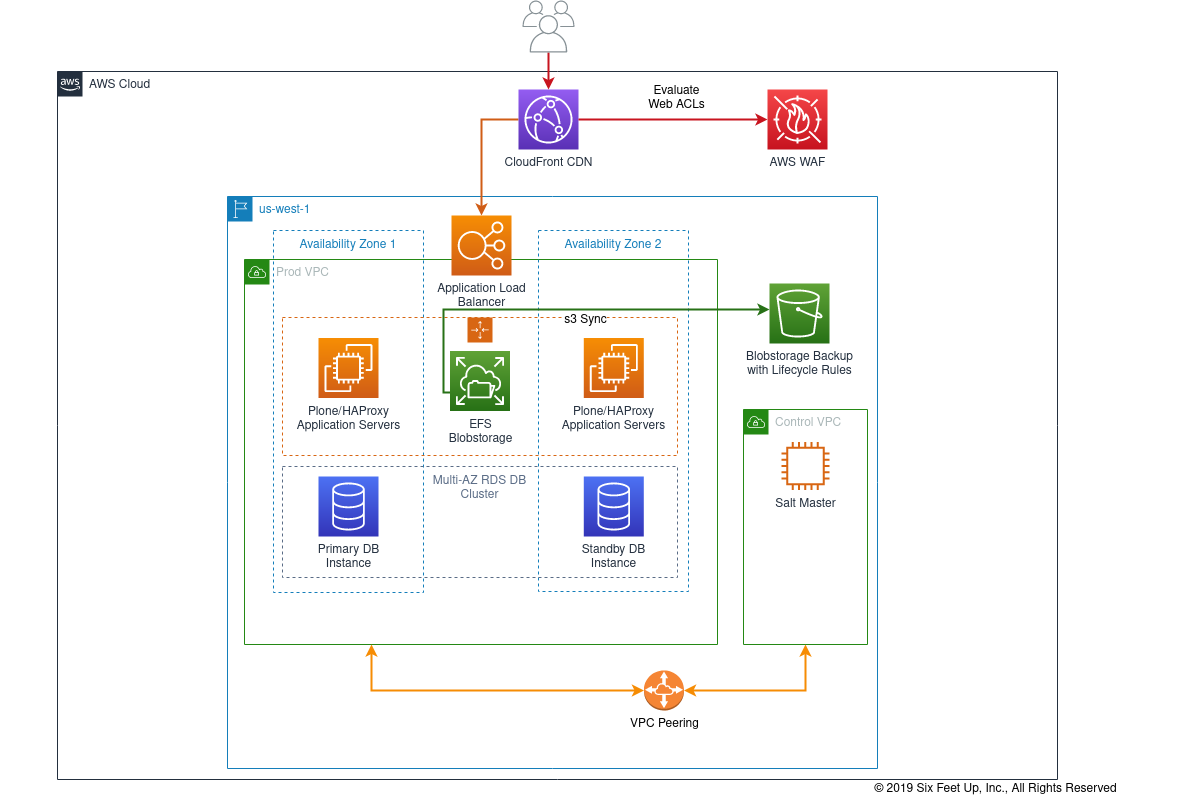 aws
AWS Cloud
Evaluate
Web ACLs
CloudFront CDN
AWS WAF
us-west-1
Availability Zone 1
Availability Zone 2
Prod VPC
Application Load
Balancer
s3 Sync
Blobstorage Backup
with Lifecycle Rules
Plone/HAProxy
Application Servers
EFS
Blobstorage
Plone/HAProxy
Application Servers
Control VPC
Salt Master
Multi-AZ RDS DB
Cluster
Primary DB
Instance
Standby DB
Instance
VPC Peering
© 2019 Six Feet Up, Inc., All Rights Reserved